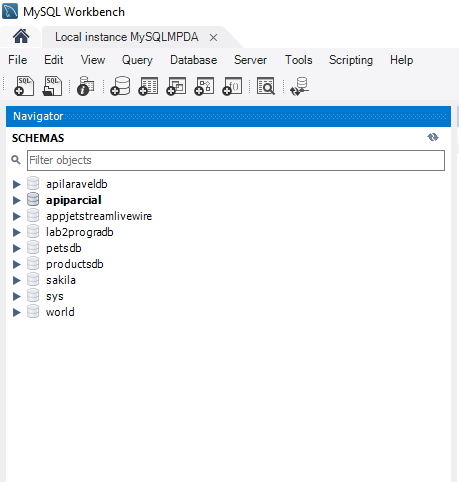 MySQL Workbench
Local instance MySQLMPDA
File Edit View Query Database Server Tools Scripting Help
SQL SQL
Navigator
SCHEMAS
Filter objects
apilaraveldb
apiparcial
appjetstreamlivewire
lab2progradb
petsdb
productsdb
sakila
sys
world